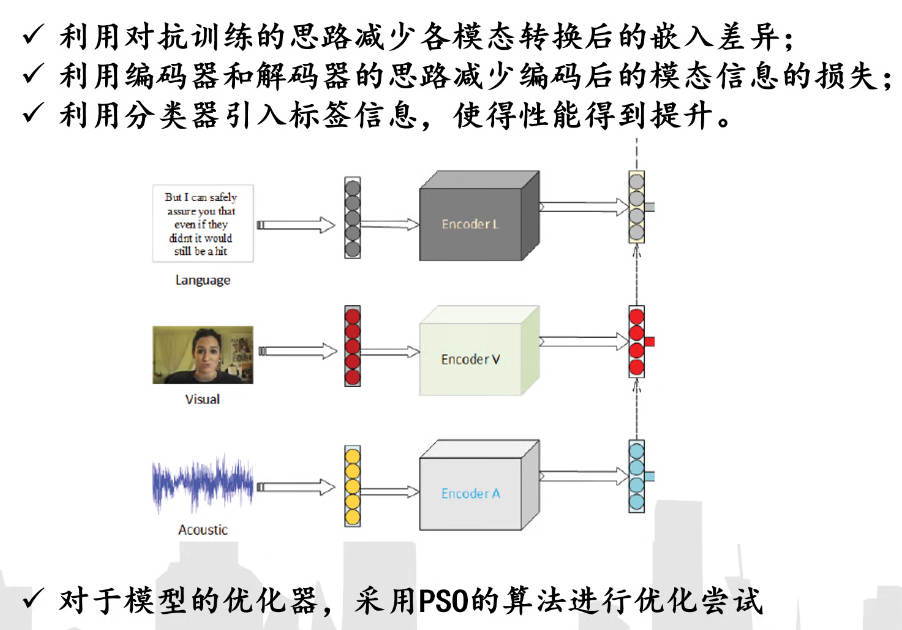 ✓ 利用对抗训练的思路减少各模态转换后的嵌入差异；
✓ 利用编码器和解码器的思路减少编码后的模态信息的损失；
✓ 利用分类器引入标签信息，使得性能得到提升。
But I can safely
assure you that
even if they
didnt it would
still be a hit
Language
Encoder L
Visual
Encoder V
Acoustic
Encoder A
✓ 对于模型的优化器，采用PSO的算法进行优化尝试